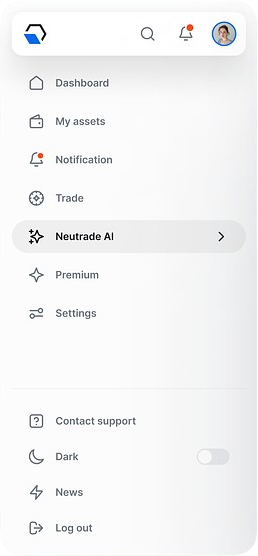 Dashboard
My assets
Notification
Trade
Neutrade AI
Premium
Settings
Contact support
Dark
News
Log out